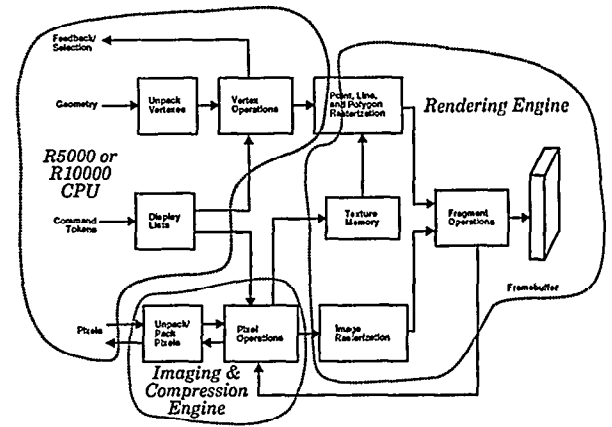 Feedback/
Selection
Geometry
Unpack
Vertexes
Vertex
Operations
Point, Line,
and Polygon
Rasterization
Rendering Engine
R5000 or
R10000
CPU
Command
Tokens
Display
Lists
Texture
Memory
Fragment
Operations
Framebuffer
Pixels
Unpack/
Pack
Pixels
Pixel
Operations
Image
Rasterization
Imaging &
Compression
Engine